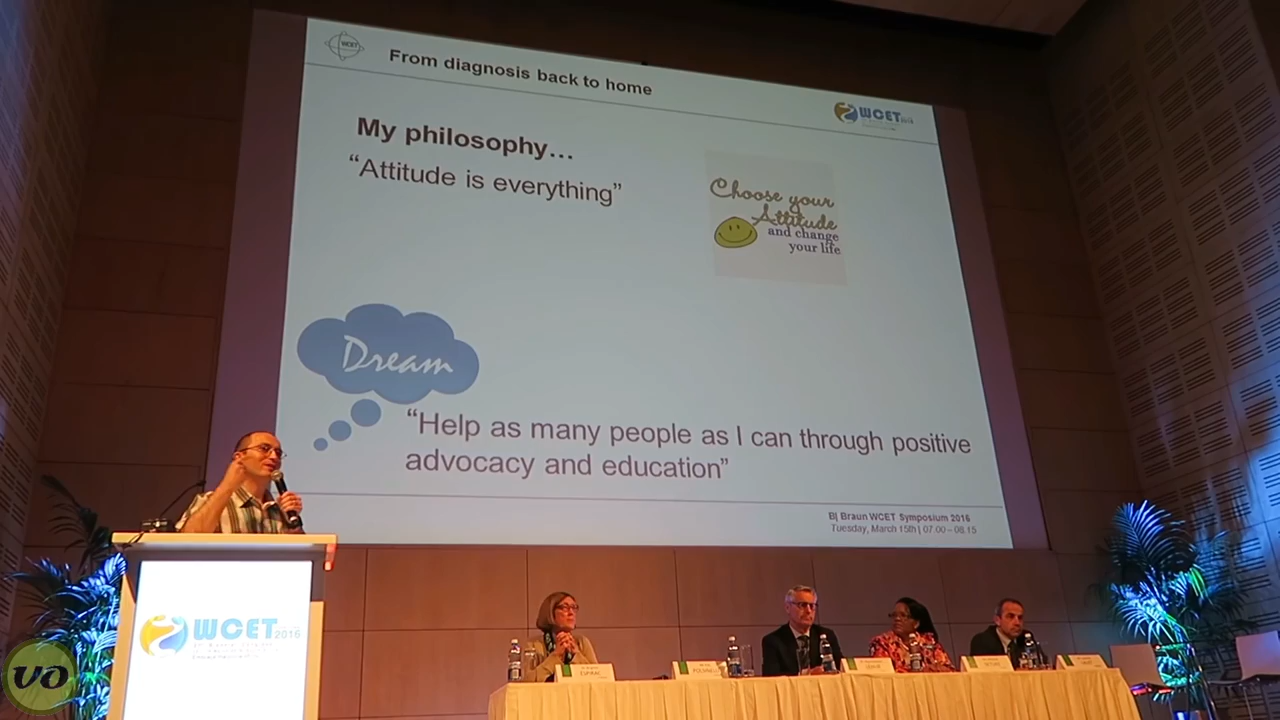 WCET
From diagnosis back to home
WCET 2016
My philosophy…
“Attitude is everything”
Choose your
Attitude
and change
your life
Dream
“Help as many people as I can through positive
advocacy and education”
B| Braun WCET Symposium 2016
Tuesday, March 15th | 07.00 – 08.15
WCET 2016
vo